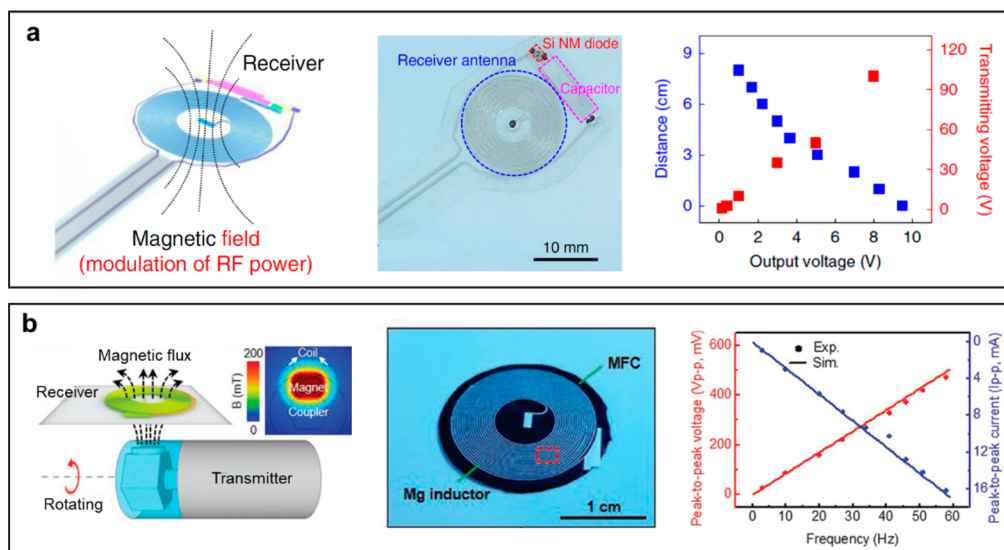 a
Receiver
Magnetic field
(modulation of RF power)
Si NM diode
Receiver antenna
Capacitor
10 mm
Distance (cm)
9
6
3
0
Transmitting voltage (V)
120
90
60
30
0
0 2 4 6 8 10
Output voltage (V)
b
Magnetic flux
Receiver
Rotating
Transmitter
200
B (mT)
0
Coil
Magnet
Coupler
MFC
Mg inductor
1 cm
Peak-to-peak voltage (Vp-p, mV)
600
400
200
0
Exp.
Sim.
Peak-to-peak current (Ip-p, mA)
0
4
8
12
16
0 10 20 30 40 50 60
Frequency (Hz)